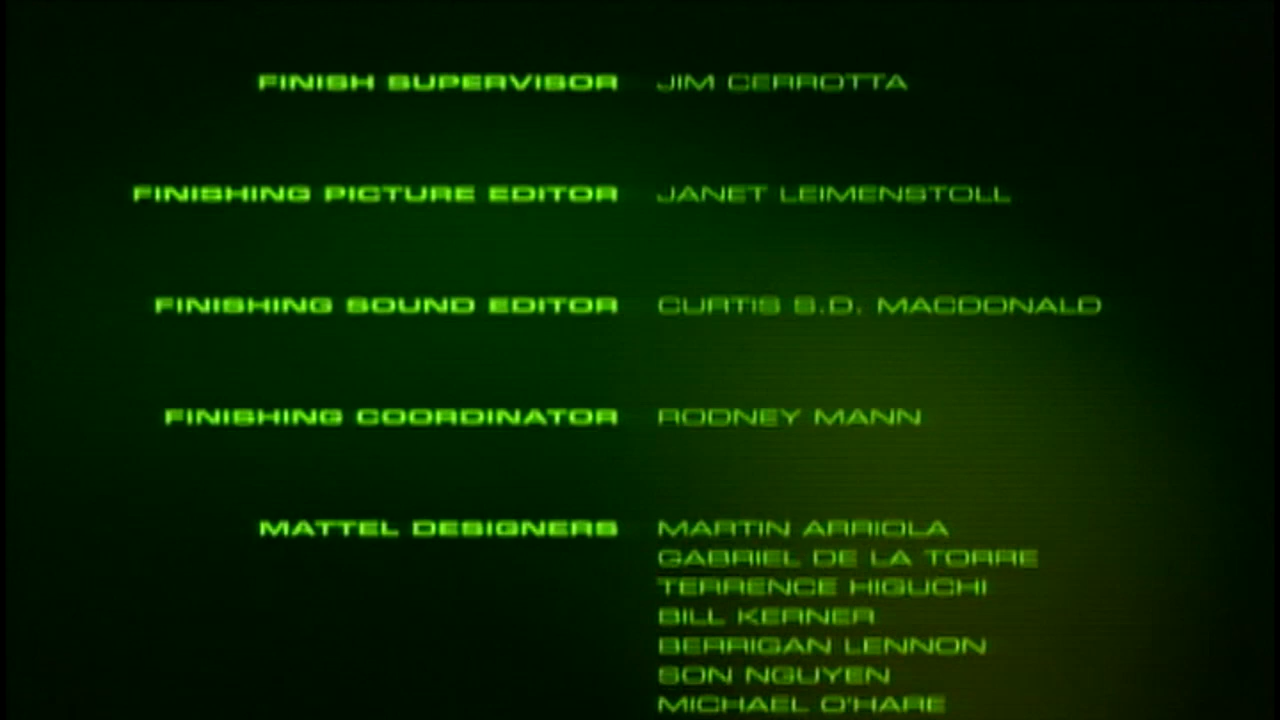 FINISH SUPERVISOR JIM CERROTTA
FINISHING PICTURE EDITOR JANET LEIMENSTOLL
FINISHING SOUND EDITOR CURTIS S.D. MACDONALD
FINISHING COORDINATOR RODNEY MANN
MATTEL DESIGNERS MARTIN ARRIOLA
GABRIEL DE LA TORRE
TERRENCE HIGUCHI
BILL KERNER
BERRIGAN LENNON
SON NGUYEN
MICHAEL O'HARE